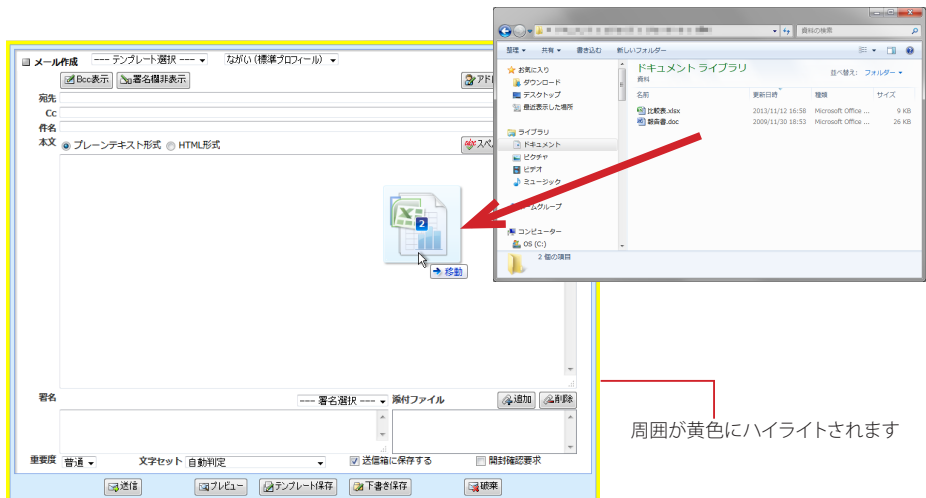 資料の検索
整理 共有 書き込む 新しいフォルダー
お気に入り
ダウンロード
デスクトップ
最近表示した場所
ライブラリ
ドキュメント
ピクチャ
ビデオ
ミュージック
ームグループ
コンピューター
OS (C:)
ドキュメント ライブラリ
資料
並べ替え: フォルダー
名前 更新日時 種類 サイズ
比較表.xlsx 2013/11/12 16:58 Microsoft Office ... 9 KB
報告書.doc 2009/11/30 18:53 Microsoft Office ... 26 KB
2 個の項目
メール作成 --- テンプレート選択 --- ながい (標準プロフィール)
Bcc表示 署名欄非表示 アド
宛先
Cc
件名
本文 プレーンテキスト形式 HTML形式 abc スペ
2
移動
署名 --- 署名選択 --- 添付ファイル 追加 削除
重要度 普通 文字セット 自動判定 送信箱に保存する 開封確認要求
送信 プレビュー テンプレート保存 下書き保存 破棄
周囲が黄色にハイライトされます